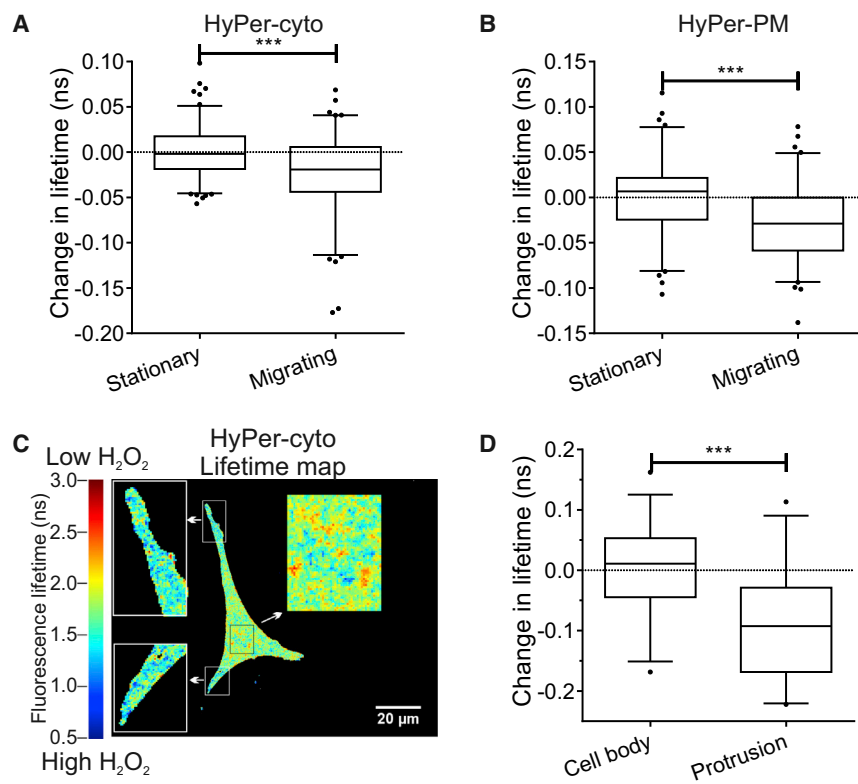 A
HyPer-cyto
***
Change in lifetime (ns)
0.10
0.05
0.00
-0.05
-0.10
-0.15
-0.20
Stationary
Migrating
B
HyPer-PM
***
Change in lifetime (ns)
0.15
0.10
0.05
0.00
-0.05
-0.10
-0.15
Stationary
Migrating
C
HyPer-cyto
Lifetime map
Low H₂O₂
Fluorescence lifetime (ns)
3.0
2.5
2.0
1.5
1.0
0.5
High H₂O₂
20 µm
D
***
Change in lifetime (ns)
0.2
0.1
0.0
-0.1
-0.2
Cell body
Protrusion